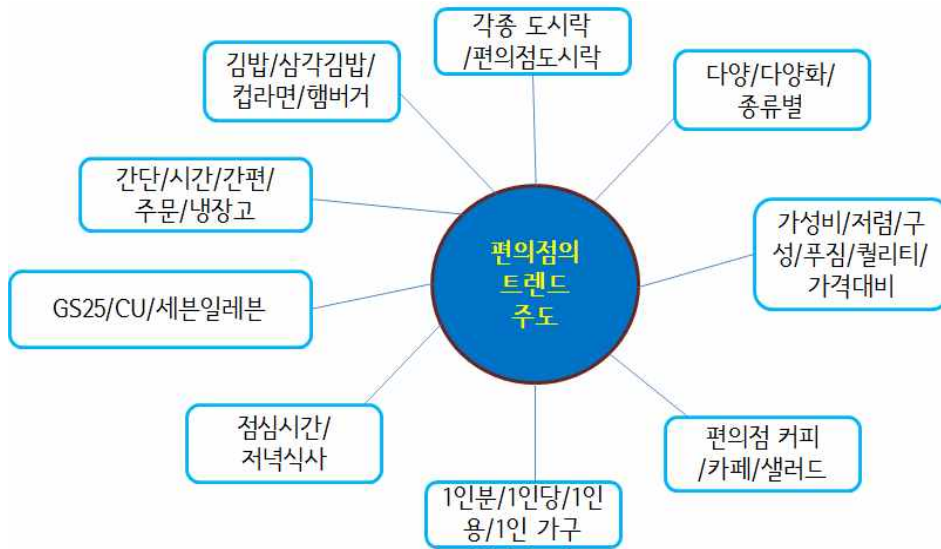 각종 도시락
/편의점도시락
김밥/삼각김밥/
컵라면/햄버거
다양/다양화/
종류별
간단/시간/간편/
주문/냉장고
편의점의
트렌드
주도
가성비/저렴/구
성/푸짐/퀄리티/
가격대비
GS25/CU/세븐일레븐
점심시간/
저녁식사
편의점 커피
/카페/샐러드
1인분/1인당/1인
용/1인 가구